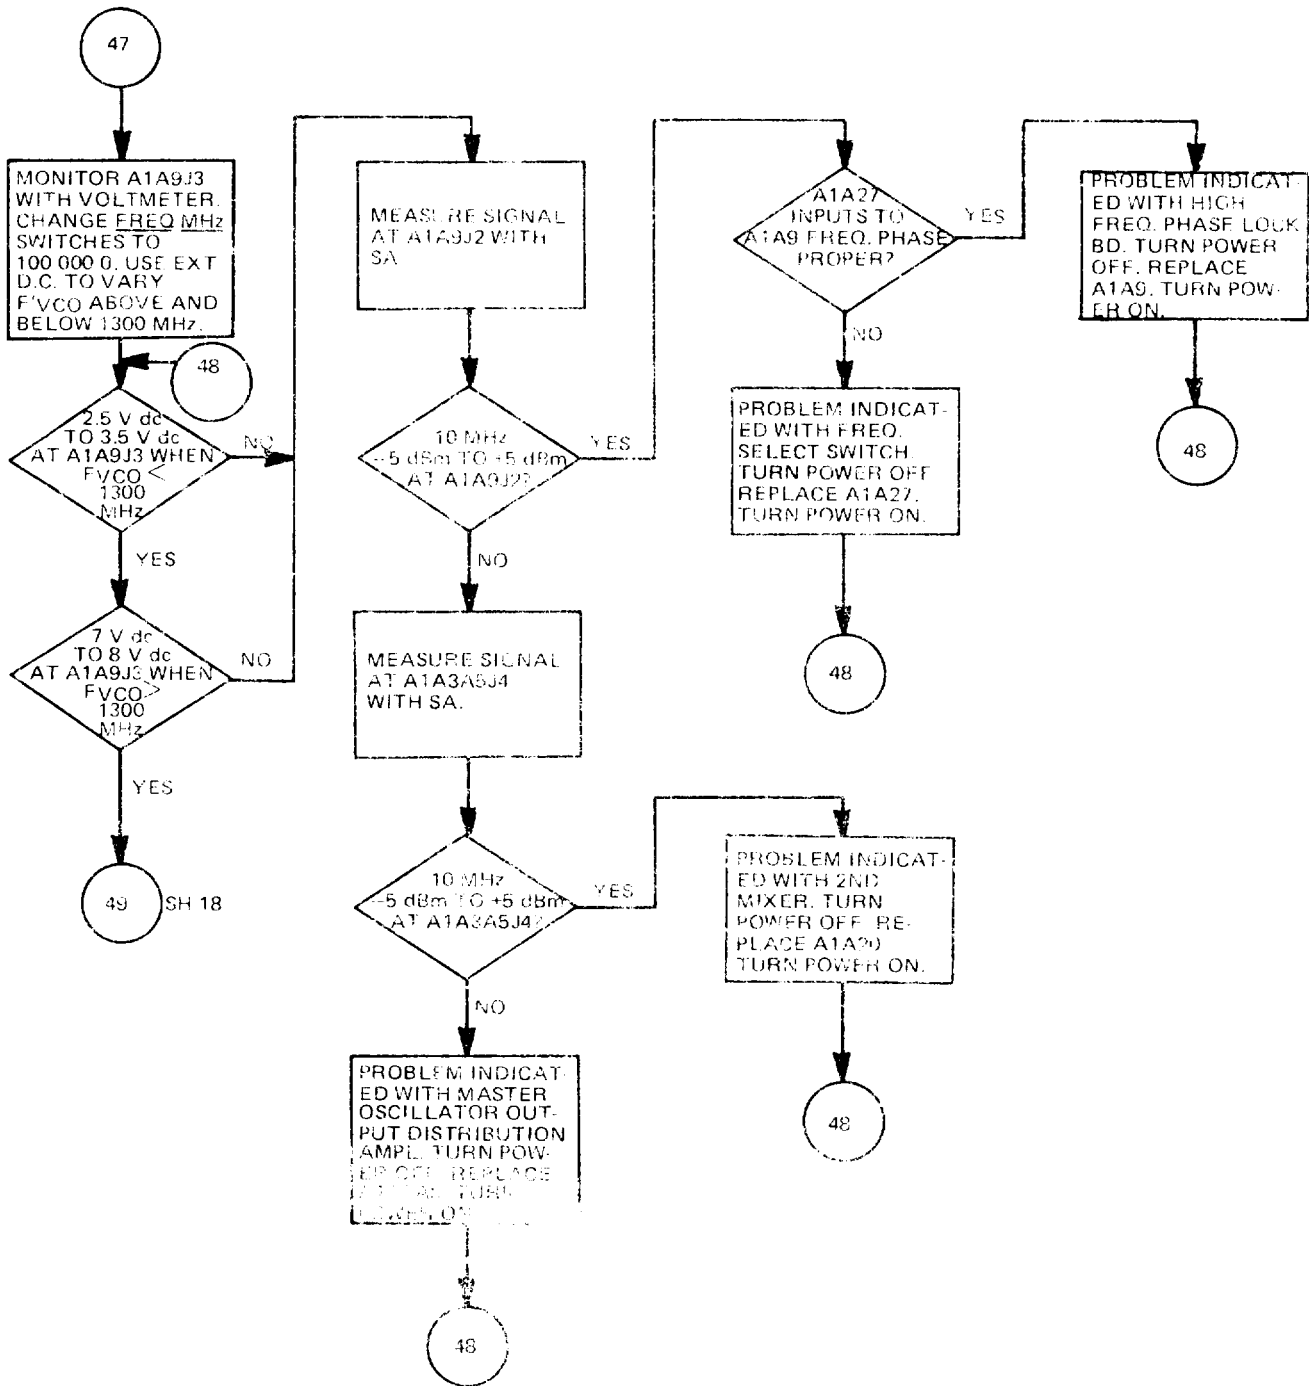 47
MONITOR A1A9J3
WITH VOLTMETER.
CHANGE FREQ MHz
SWITCHES TO
100 000 0. USE EXT
D.C. TO VARY
F'VCO ABOVE AND
BELOW 1300 MHz.
48
2.5 V dc
TO 3.5 V dc
AT A1A9J3 WHEN
FVCO <
1300
MHz
NO
YES
7 V dc
TO 8 V dc
AT A1A9J3 WHEN
FVCO >
1300
MHz
NO
YES
49
SH 18
MEASURE SIGNAL
AT A1A9J2 WITH
SA
10 MHz
-5 dBm TO +5 dBm
AT A1A9J2?
YES
NO
MEASURE SIGNAL
AT A1A3A5J4
WITH SA.
10 MHz
-5 dBm TO +5 dBm
AT A1A3A5J4?
YES
NO
PROBLEM INDICAT-
ED WITH MASTER
OSCILLATOR OUT-
PUT DISTRIBUTION
AMPL. TURN POW-
ER OFF. REPLACE
TURN
POWER ON
48
A1A27
INPUTS TO
A1A9 FREQ. PHASE
PROPER?
YES
NO
PROBLEM INDICAT-
ED WITH FREQ.
SELECT SWITCH.
TURN POWER OFF
REPLACE A1A27.
TURN POWER ON.
48
PROBLEM INDICAT-
ED WITH 2ND
MIXER. TURN
POWER OFF. RE-
PLACE A1A20
TURN POWER ON.
48
PROBLEM INDICAT-
ED WITH HIGH
FREQ. PHASE LOCK
BD. TURN POWER
OFF. REPLACE
A1A9. TURN POW-
ER ON.
48